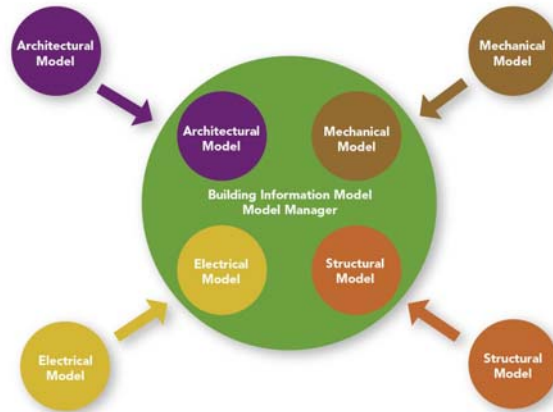 Architectural
Model
Mechanical
Model
Architectural
Model
Mechanical
Model
Building Information Model
Model Manager
Electrical
Model
Structural
Model
Electrical
Model
Structural
Model